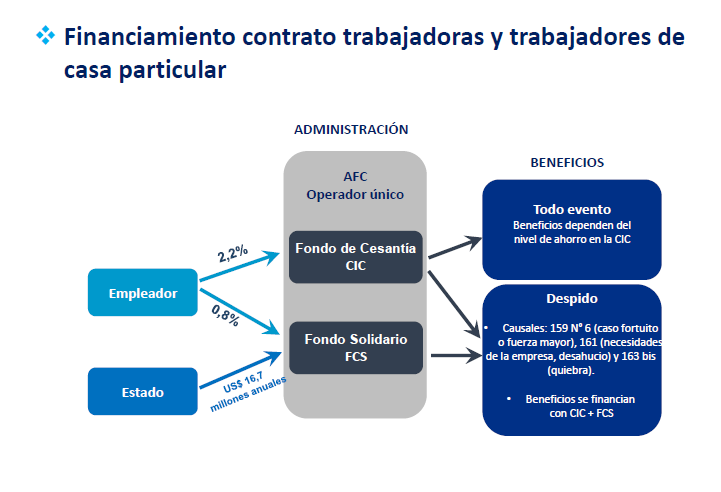 ❖ Financiamiento contrato trabajadoras y trabajadores de
casa particular
ADMINISTRACIÓN
AFC
Operador único
Fondo de Cesantía
CIC
Fondo Solidario
FCS
Empleador
Estado
2,2%
0,8%
US$ 16,7
millones anuales
BENEFICIOS
Todo evento
Beneficios dependen del
nivel de ahorro en la CIC
Despido
• Causales: 159 N° 6 (caso fortuito
o fuerza mayor), 161 (necesidades
de la empresa, desahucio) y 163 bis
(quiebra).
• Beneficios se financian
con CIC + FCS